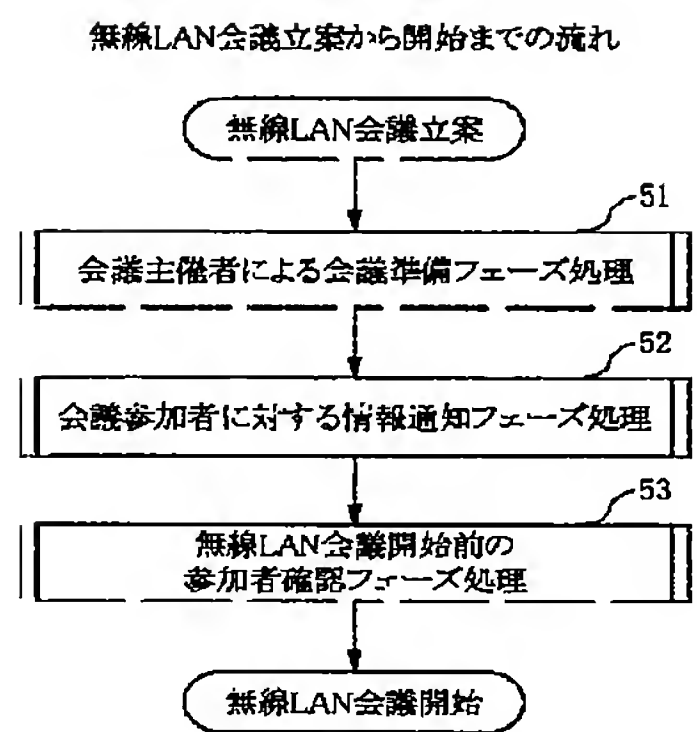 無線LAN会議立案から開始までの流れ
無線LAN会議立案
51
会議主催者による会議準備フェーズ処理
52
会議参加者に対する情報通知フェーズ処理
53
無線LAN会議開始前の
参加者確認フェーズ処理
無線LAN会議開始